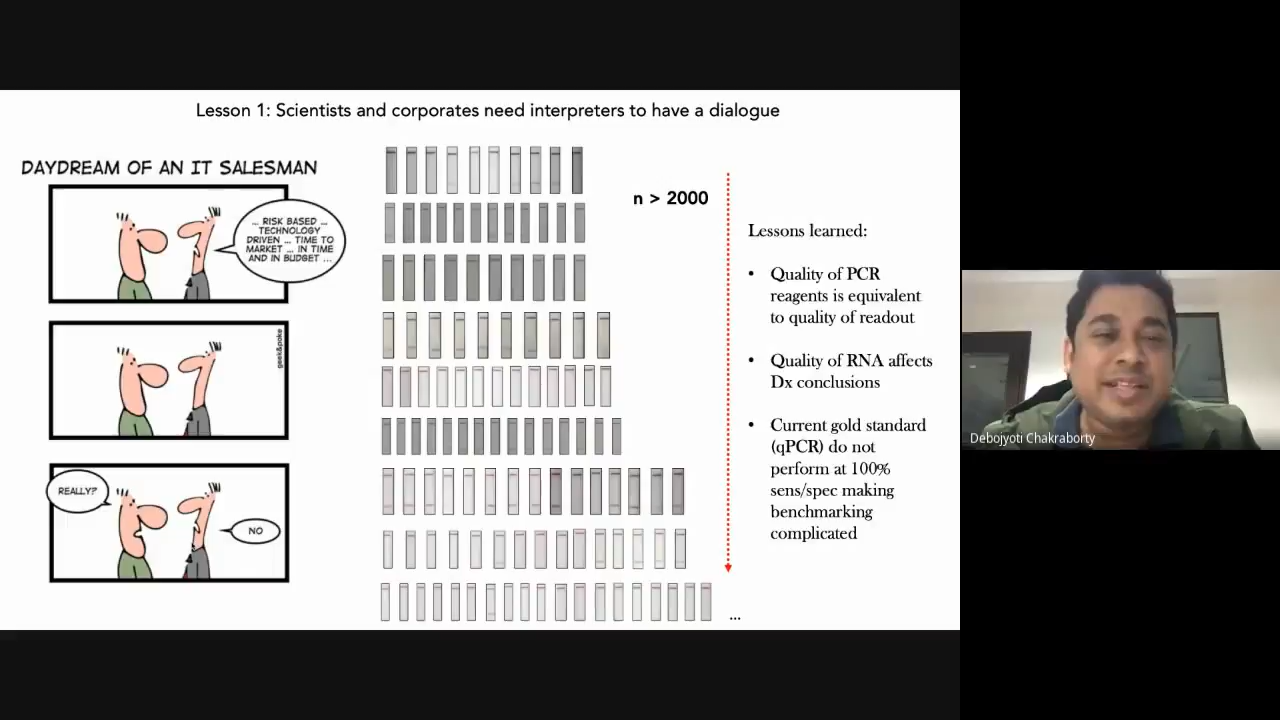 Lesson 1: Scientists and corporates need interpreters to have a dialogue
DAYDREAM OF AN IT SALESMAN
... RISK BASED ...
TECHNOLOGY
DRIVEN ... TIME TO
MARKET ... IN TIME
AND IN BUDGET ...
geek&poke
REALLY?
NO
n > 2000
Lessons learned:
• Quality of PCR
reagents is equivalent
to quality of readout
• Quality of RNA affects
Dx conclusions
• Current gold standard
(qPCR) do not
perform at 100%
sens/spec making
benchmarking
complicated
...
Debojyoti Chakraborty